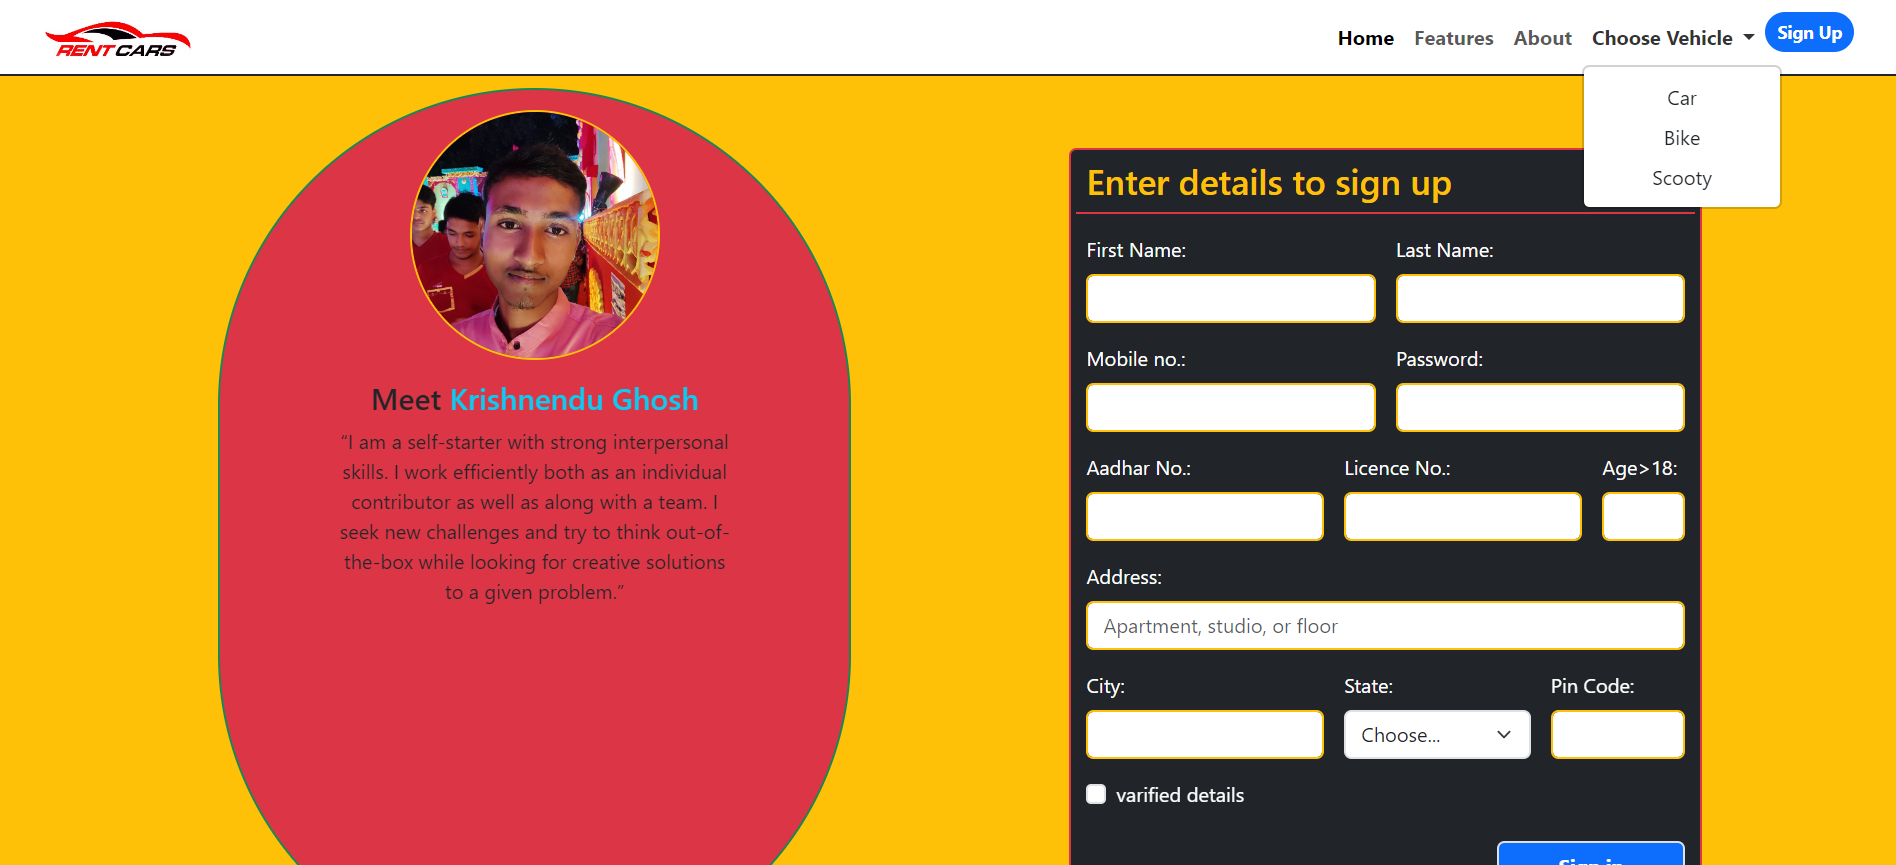 RENT CARS
Home Features About Choose Vehicle Sign Up
Car
Bike
Scooty
Meet Krishnendu Ghosh
“I am a self-starter with strong interpersonal
skills. I work efficiently both as an individual
contributor as well as along with a team. I
seek new challenges and try to think out-of-
the-box while looking for creative solutions
to a given problem.”
Enter details to sign up
First Name: Last Name:
Mobile no.: Password:
Aadhar No.: Licence No.: Age>18:
Address:
Apartment, studio, or floor
City: State: Pin Code:
Choose...
varified details
Sign in